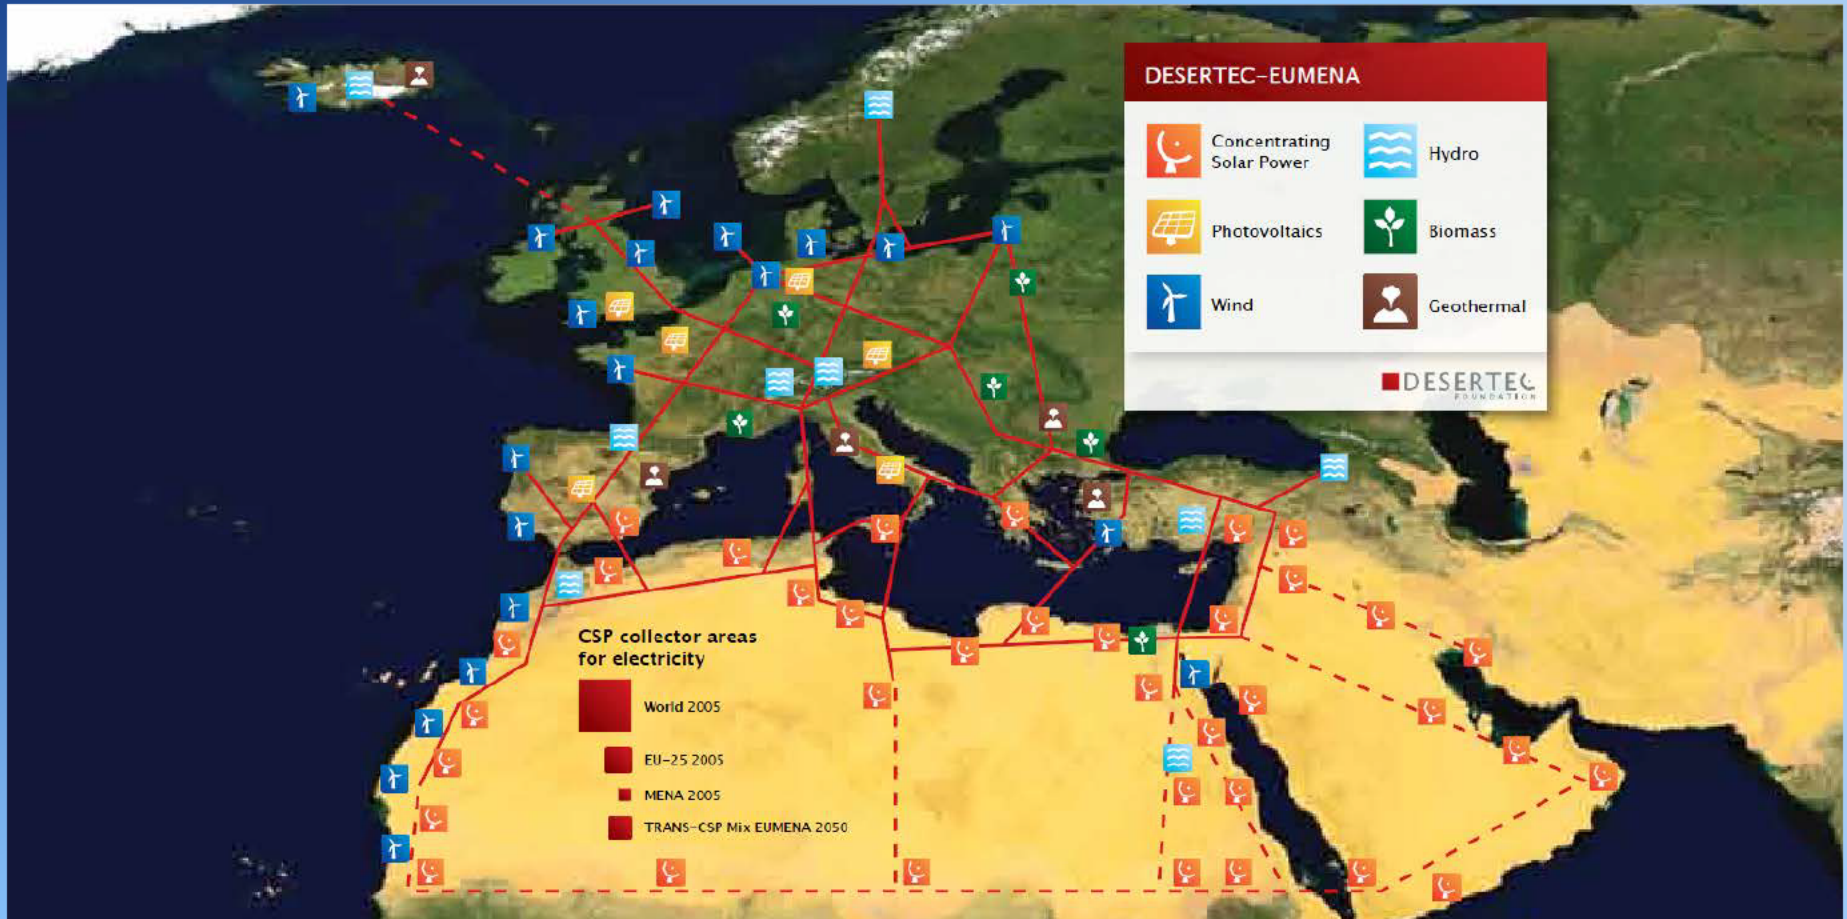 DESERTEC-EUMENA
Concentrating
Solar Power
Hydro
Photovoltaics
Biomass
Wind
Geothermal
DESERTEC
FOUNDATION
CSP collector areas
for electricity
World 2005
EU-25 2005
MENA 2005
TRANS-CSP Mix EUMENA 2050